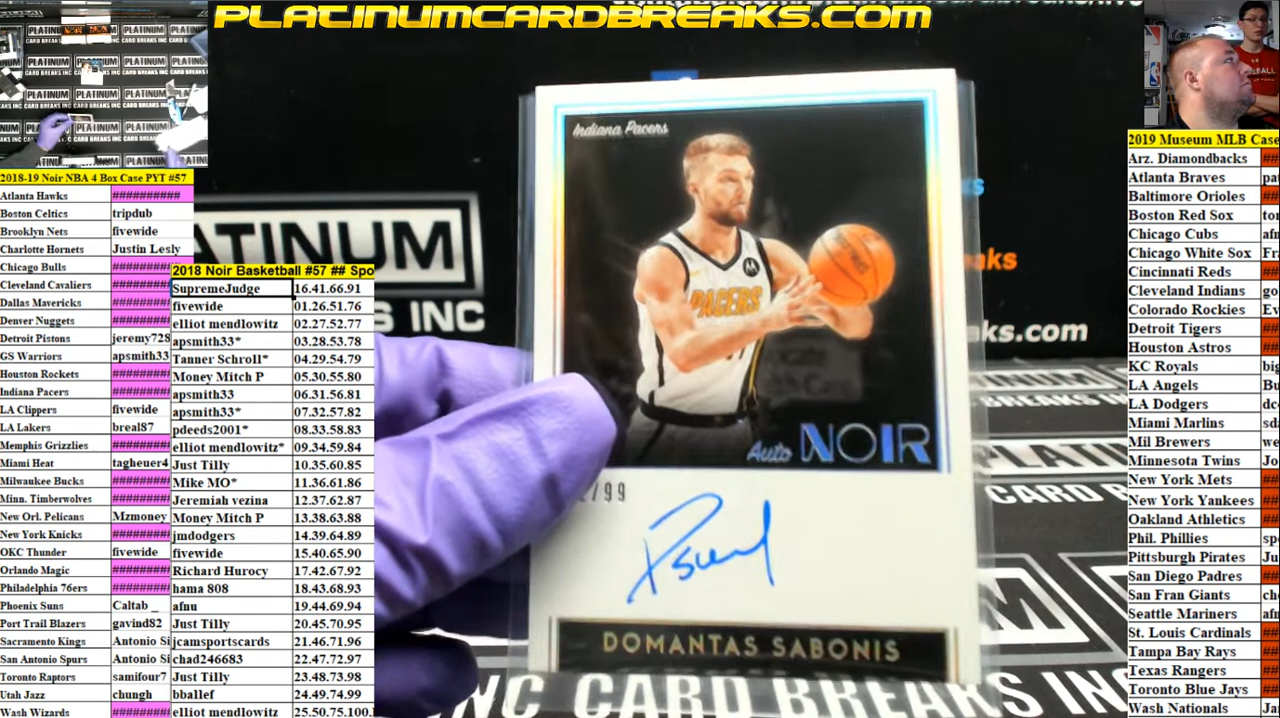 PLATINUMCARDBREAKS.COM
2018-19 Noir NBA 4 Box Case PYT #57
Atlanta Hawks ##########
Boston Celtics tripdub
Brooklyn Nets fivewide
Charlotte Hornets Justin Lesly
Chicago Bulls
Cleveland Cavaliers
Dallas Mavericks
Denver Nuggets
Detroit Pistons jeremy728
GS Warriors apsmith33
Houston Rockets
Indiana Pacers
LA Clippers fivewide
LA Lakers breal87
Memphis Grizzlies
Miami Heat tagheuer4
Milwaukee Bucks
Minn. Timberwolves
New Orl. Pelicans Mzmoney
New York Knicks
OKC Thunder fivewide
Orlando Magic
Philadelphia 76ers
Phoenix Suns Caltab_
Port Trail Blazers gavind82
Sacramento Kings Antonio Si
San Antonio Spurs Antonio Si
Toronto Raptors samifour7
Utah Jazz chungh
Wash Wizards
2018 Noir Basketball #57 ## Spo
SupremeJudge 16.41.66.91
fivewide 01.26.51.76
elliot mendlowitz 02.27.52.77
apsmith33* 03.28.53.78
Tanner Schroll* 04.29.54.79
Money Mitch P 05.30.55.80
apsmith33 06.31.56.81
apsmith33* 07.32.57.82
pdeeds2001* 08.33.58.83
elliot mendlowitz* 09.34.59.84
Just Tilly 10.35.60.85
Mike MO* 11.36.61.86
Jeremiah vezina 12.37.62.87
Money Mitch P 13.38.63.88
jmdodgers 14.39.64.89
fivewide 15.40.65.90
Richard Hurocy 17.42.67.92
hama 808 18.43.68.93
afnu 19.44.69.94
Just Tilly 20.45.70.95
jcamsportscards 21.46.71.96
chad246683 22.47.72.97
Just Tilly 23.48.73.98
bballef 24.49.74.99
elliot mendlowitz 25.50.75.100.
Indiana Pacers
PACERS
Auto NOIR
/99
DOMANTAS SABONIS
ATINUM
KS INC
ks.com
INC CARD BREAKS
2019 Museum MLB Case
Arz. Diamondbacks
Atlanta Braves pat
Baltimore Orioles
Boston Red Sox
Chicago Cubs
Chicago White Sox
Cincinnati Reds
Cleveland Indians
Colorado Rockies
Detroit Tigers
Houston Astros
KC Royals
LA Angels
LA Dodgers
Miami Marlins
Mil Brewers
Minnesota Twins
New York Mets
New York Yankees
Oakland Athletics
Phil. Phillies
Pittsburgh Pirates
San Diego Padres
San Fran Giants
Seattle Mariners
St. Louis Cardinals
Tampa Bay Rays
Texas Rangers
Toronto Blue Jays
Wash Nationals